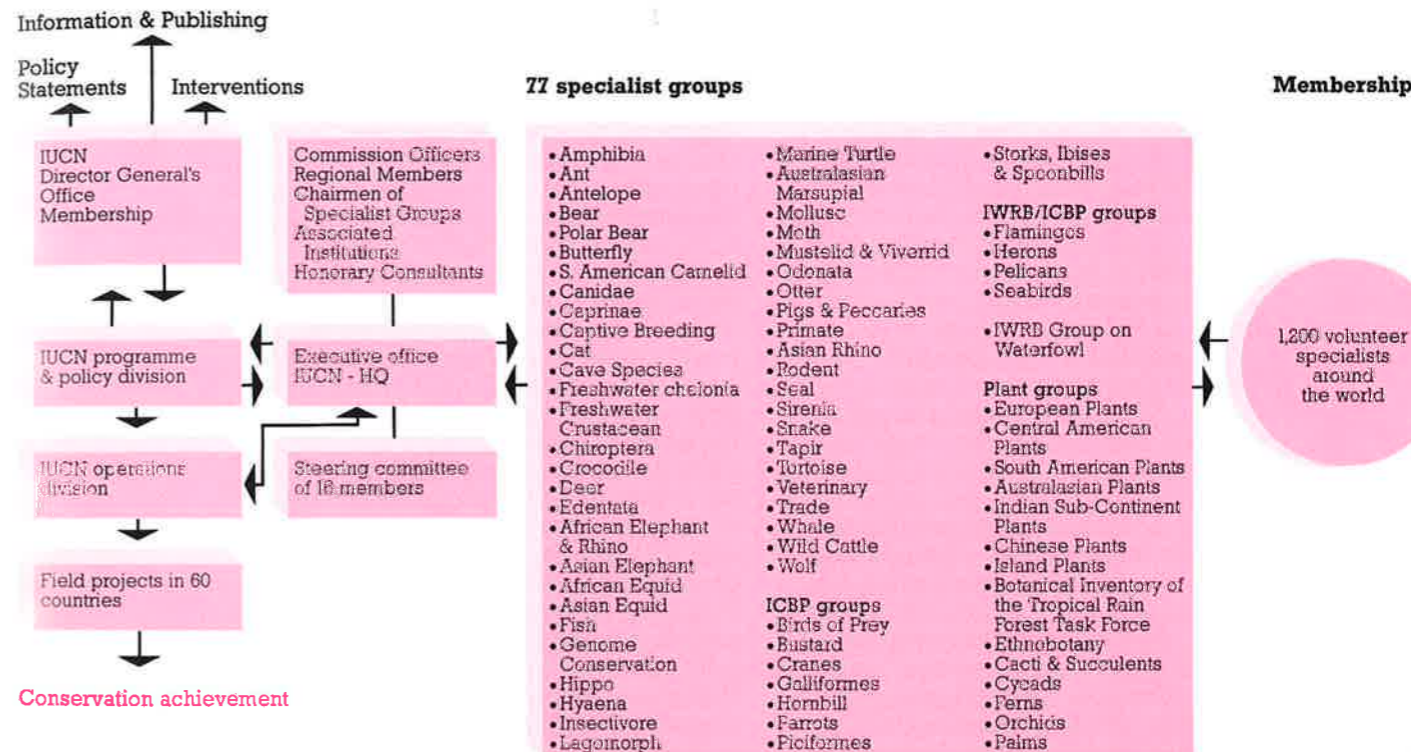 Information & Publishing
Policy
Statements
Interventions
IUCN
Director General's
Office
Membership
IUCN programme
& policy division
IUCN operations
division
Field projects in 60
countries
Conservation achievement
Commission Officers
Regional Members
Chairmen of
Specialist Groups
Associated
Institutions
Honorary Consultants
Executive office
IUCN - HQ
Steering committee
of 16 members
77 specialist groups
• Amphibia
• Ant
• Antelope
• Bear
• Polar Bear
• Butterfly
• S. American Camelid
• Canidae
• Caprinae
• Captive Breeding
• Cat
• Cave Species
• Freshwater chelonia
• Freshwater
Crustacean
• Chiroptera
• Crocodile
• Deer
• Edentata
• African Elephant
& Rhino
• Asian Elephant
• African Equid
• Asian Equid
• Fish
• Genome
Conservation
• Hippo
• Hyaena
• Insectivore
• Lagomorph
• Marine Turtle
• Australasian
Marsupial
• Mollusc
• Moth
• Mustelid & Viverrid
• Odonata
• Otter
• Pigs & Peccaries
• Primate
• Asian Rhino
• Rodent
• Seal
• Sirenia
• Snake
• Tapir
• Tortoise
• Veterinary
• Trade
• Whale
• Wild Cattle
• Wolf
ICBP groups
• Birds of Prey
• Bustard
• Cranes
• Galliformes
• Hornbill
• Parrots
• Piciformes
• Storks, Ibises
& Spoonbills
IWRB/ICBP groups
• Flamingos
• Herons
• Pelicans
• Seabirds
• IWRB Group on
Waterfowl
Plant groups
• European Plants
• Central American
Plants
• South American Plants
• Australasian Plants
• Indian Sub-Continent
Plants
• Chinese Plants
• Island Plants
• Botanical Inventory of
the Tropical Rain
Forest Task Force
• Ethnobotany
• Cacti & Succulents
• Cycads
• Ferns
• Orchids
• Palms
Membership
1,200 volunteer
specialists
around
the world